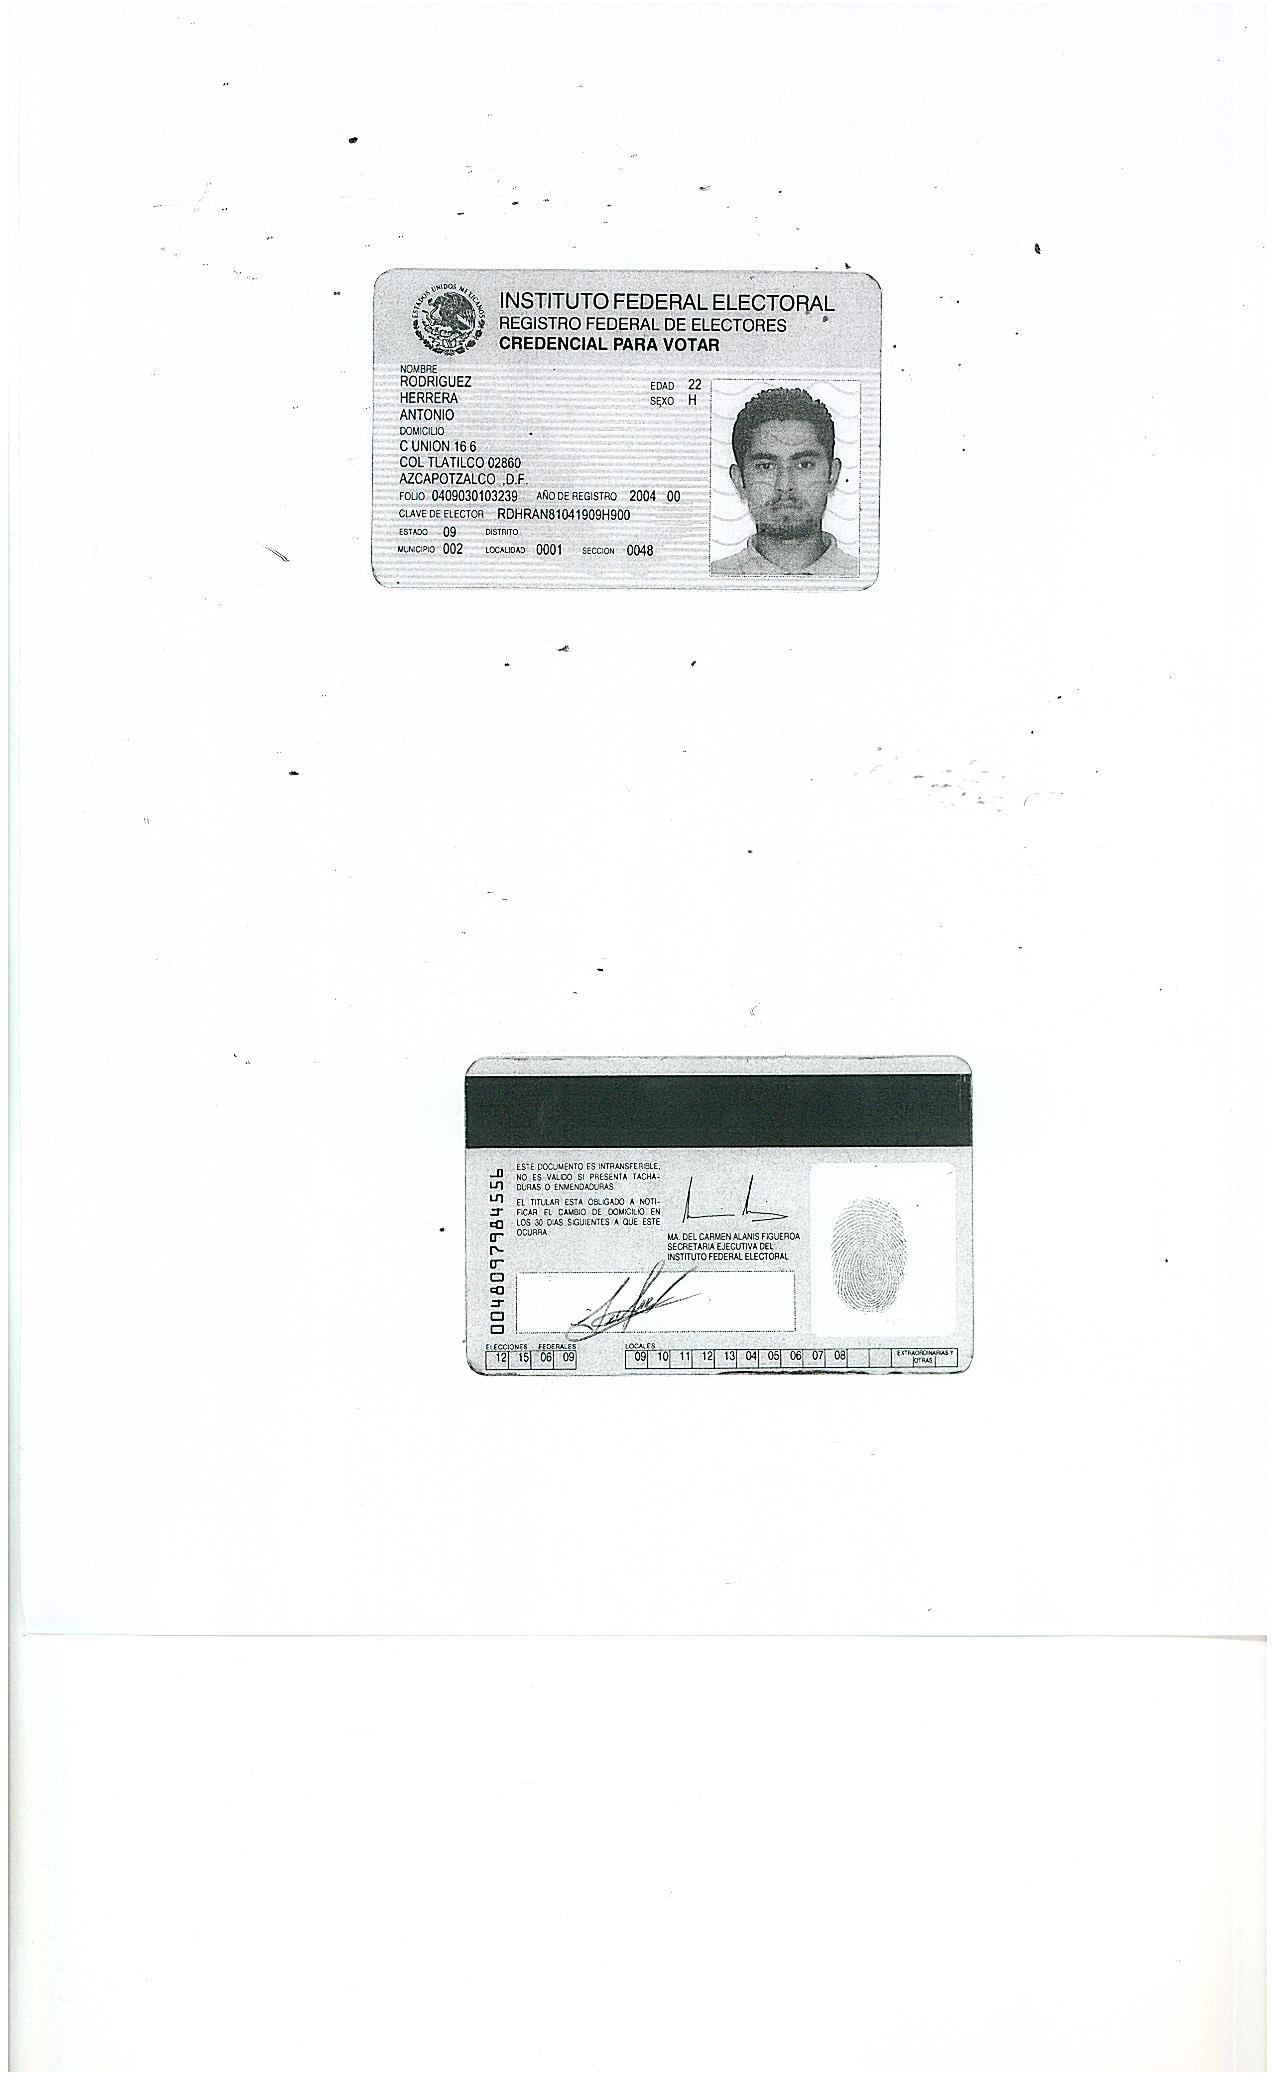 ESTADOS UNIDOS MEXICANOS
INSTITUTO FEDERAL ELECTORAL
REGISTRO FEDERAL DE ELECTORES
CREDENCIAL PARA VOTAR
NOMBRE
RODRIGUEZ
HERRERA
ANTONIO
EDAD 22
SEXO H
DOMICILIO
C UNION 16 6
COL TLATILCO 02860
AZCAPOTZALCO ,D.F.
FOLIO 0409030103239 AÑO DE REGISTRO 2004 00
CLAVE DE ELECTOR RDHRAN81041909H900
ESTADO 09 DISTRITO
MUNICIPIO 002 LOCALIDAD 0001 SECCION 0048
ESTE DOCUMENTO ES INTRANSFERIBLE,
NO ES VALIDO SI PRESENTA TACHA-
DURAS O ENMENDADURAS.
EL TITULAR ESTA OBLIGADO A NOTI-
FICAR EL CAMBIO DE DOMICILIO EN
LOS 30 DIAS SIGUIENTES A QUE ESTE
OCURRA.
MA. DEL CARMEN ALANIS FIGUEROA
SECRETARIA EJECUTIVA DEL
INSTITUTO FEDERAL ELECTORAL
ELECCIONES FEDERALES
12 15 06 09
LOCALES
09 10 11 12 13 04 05 06 07 08
EXTRAORDINARIAS Y
OTRAS